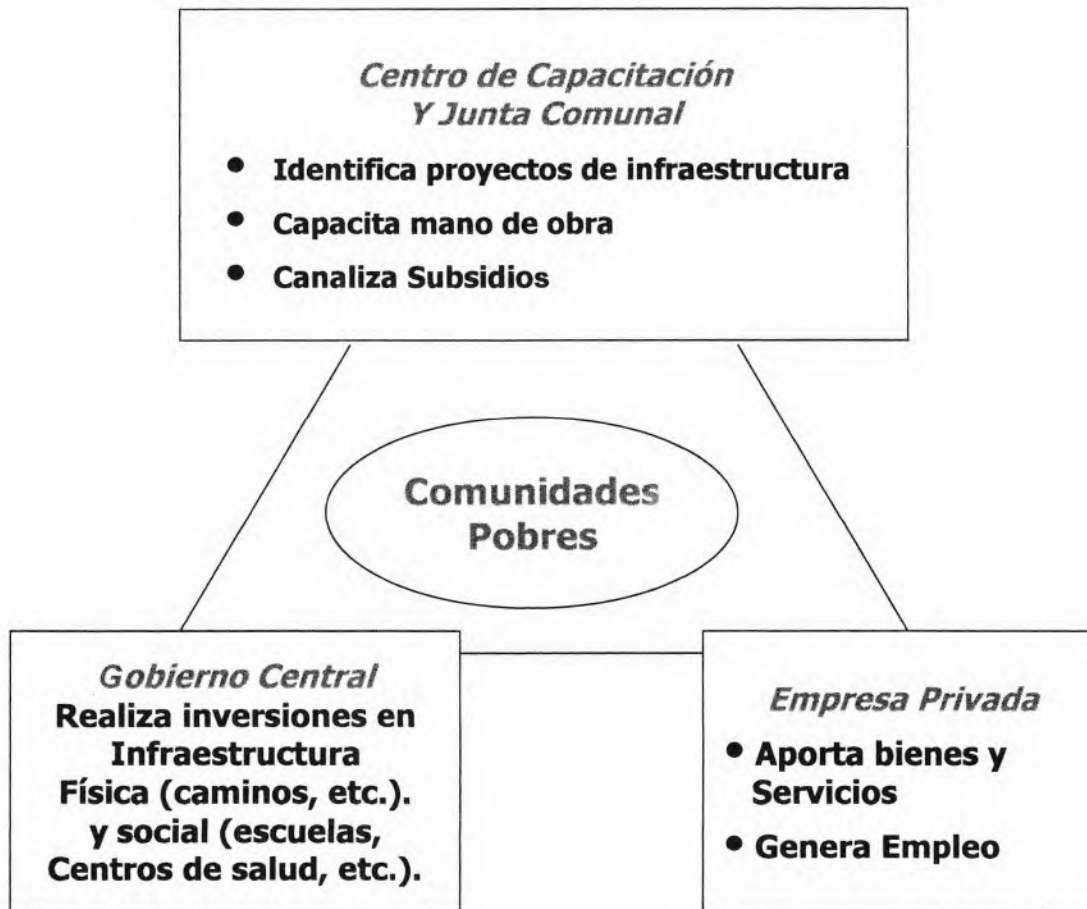 Centro de Capacitación
Y Junta Comunal
• Identifica proyectos de infraestructura
• Capacita mano de obra
• Canaliza Subsidios
Comunidades
Pobres
Gobierno Central
Realiza inversiones en
Infraestructura
Física (caminos, etc.).
y social (escuelas,
Centros de salud, etc.).
Empresa Privada
• Aporta bienes y
Servicios
• Genera Empleo